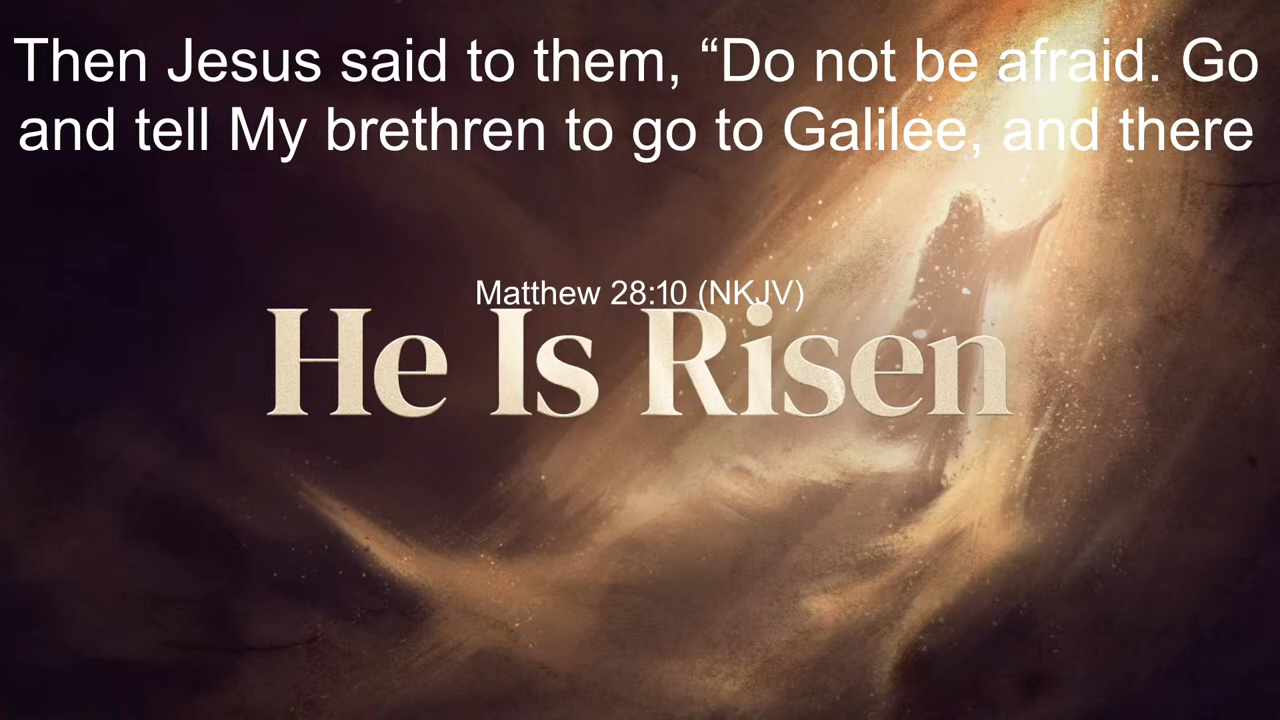 Then Jesus said to them, “Do not be afraid. Go
and tell My brethren to go to Galilee, and there
Matthew 28:10 (NKJV)
He Is Risen